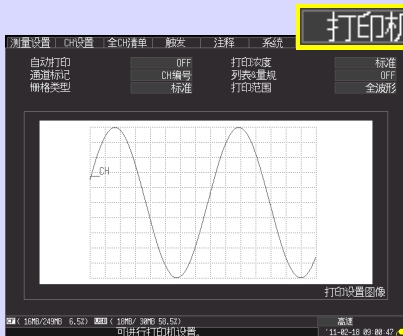 打印机
测量设置 CH设置 全CH清单 触发 注释 系统
自动打印 OFF 打印浓度 标准
通道标记 CH编号 列表&量规 OFF
栅格类型 标准 打印范围 全波形
CH
打印设置图像
CF ( 16MB/249MB 6.5%) USB ( 18MB/ 30MB 58.5%) 高速
可进行打印机设置。 '11-02-18 09:00:47